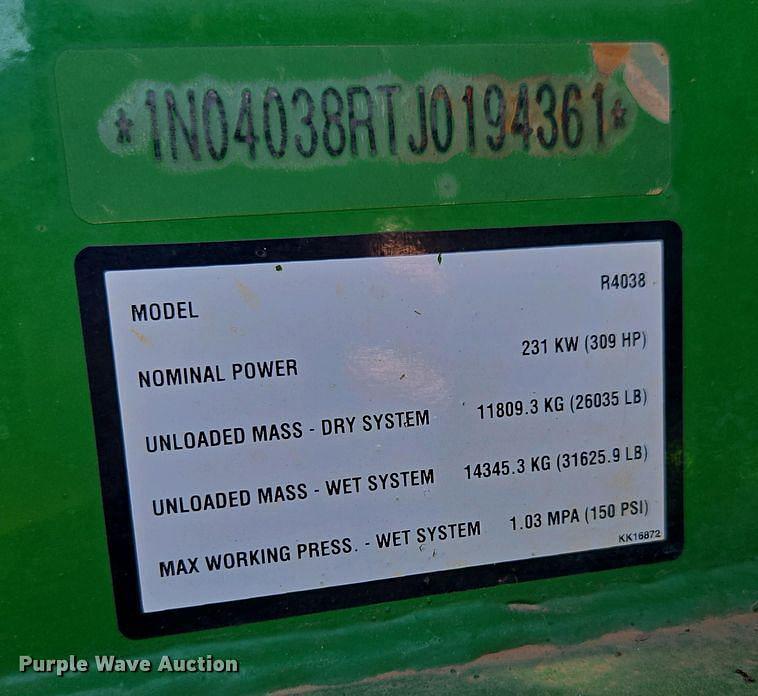 *1N04038RTJ0194361*
MODEL R4038
NOMINAL POWER 231 KW (309 HP)
UNLOADED MASS - DRY SYSTEM 11809.3 KG (26035 LB)
UNLOADED MASS - WET SYSTEM 14345.3 KG (31625.9 LB)
MAX WORKING PRESS. - WET SYSTEM 1.03 MPA (150 PSI)
KK16872
Purple Wave Auction